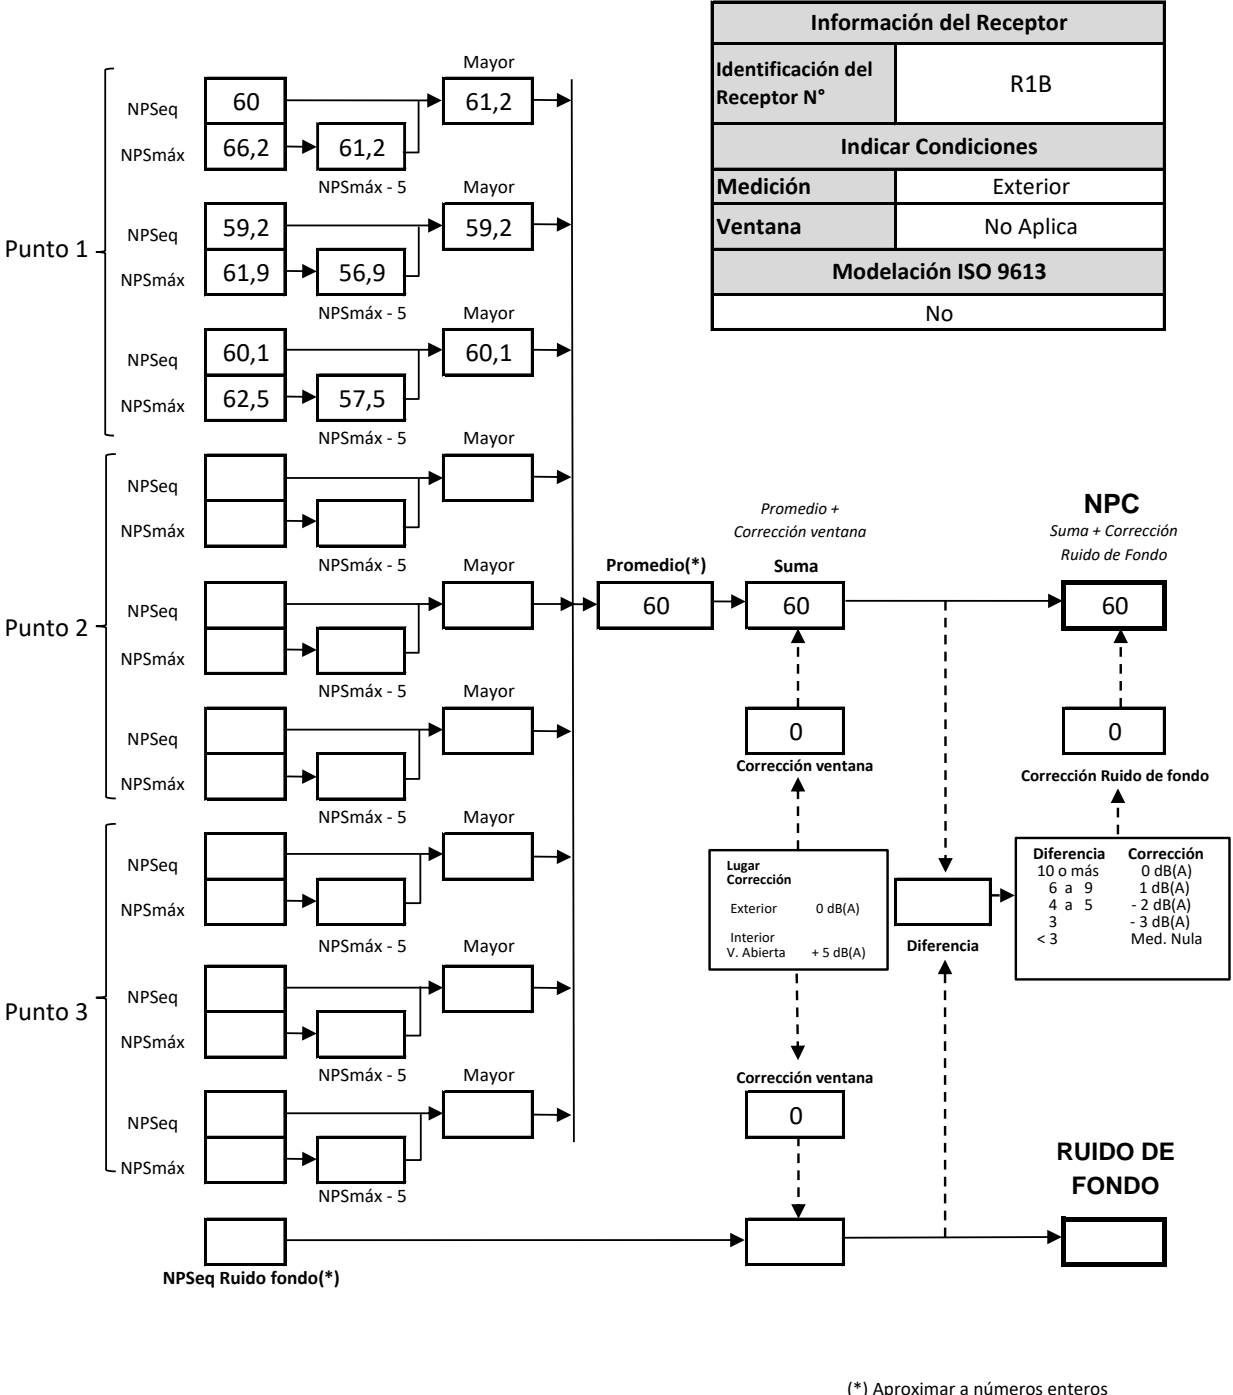 Información del Receptor
Identificación del
Receptor N°
R1B
Indicar Condiciones
Medición
Exterior
Ventana
No Aplica
Modelación ISO 9613
No
Punto 1
Mayor
NPSeq
60
61,2
NPSmáx
66,2
61,2
NPSmáx - 5
Mayor
NPSeq
59,2
59,2
NPSmáx
61,9
56,9
NPSmáx - 5
Mayor
NPSeq
60,1
60,1
NPSmáx
62,5
57,5
NPSmáx - 5
Punto 2
Mayor
NPSeq
NPSmáx
NPSmáx - 5
Mayor
NPSeq
NPSmáx
NPSmáx - 5
Mayor
NPSeq
NPSmáx
NPSmáx - 5
Punto 3
Mayor
NPSeq
NPSmáx
NPSmáx - 5
Mayor
NPSeq
NPSmáx
NPSmáx - 5
Mayor
NPSeq
NPSmáx
NPSmáx - 5
NPSeq Ruido fondo(*)
Promedio(*)
60
Promedio +
Corrección ventana
Suma
60
0
Corrección ventana
Lugar
Corrección
Exterior 0 dB(A)
Interior
V. Abierta + 5 dB(A)
Corrección ventana
0
Diferencia
NPC
Suma + Corrección
Ruido de Fondo
60
0
Corrección Ruido de fondo
Diferencia Corrección
10 o más 0 dB(A)
6 a 9 1 dB(A)
4 a 5 - 2 dB(A)
3 - 3 dB(A)
< 3 Med. Nula
RUIDO DE
FONDO
(*) Aproximar a números enteros